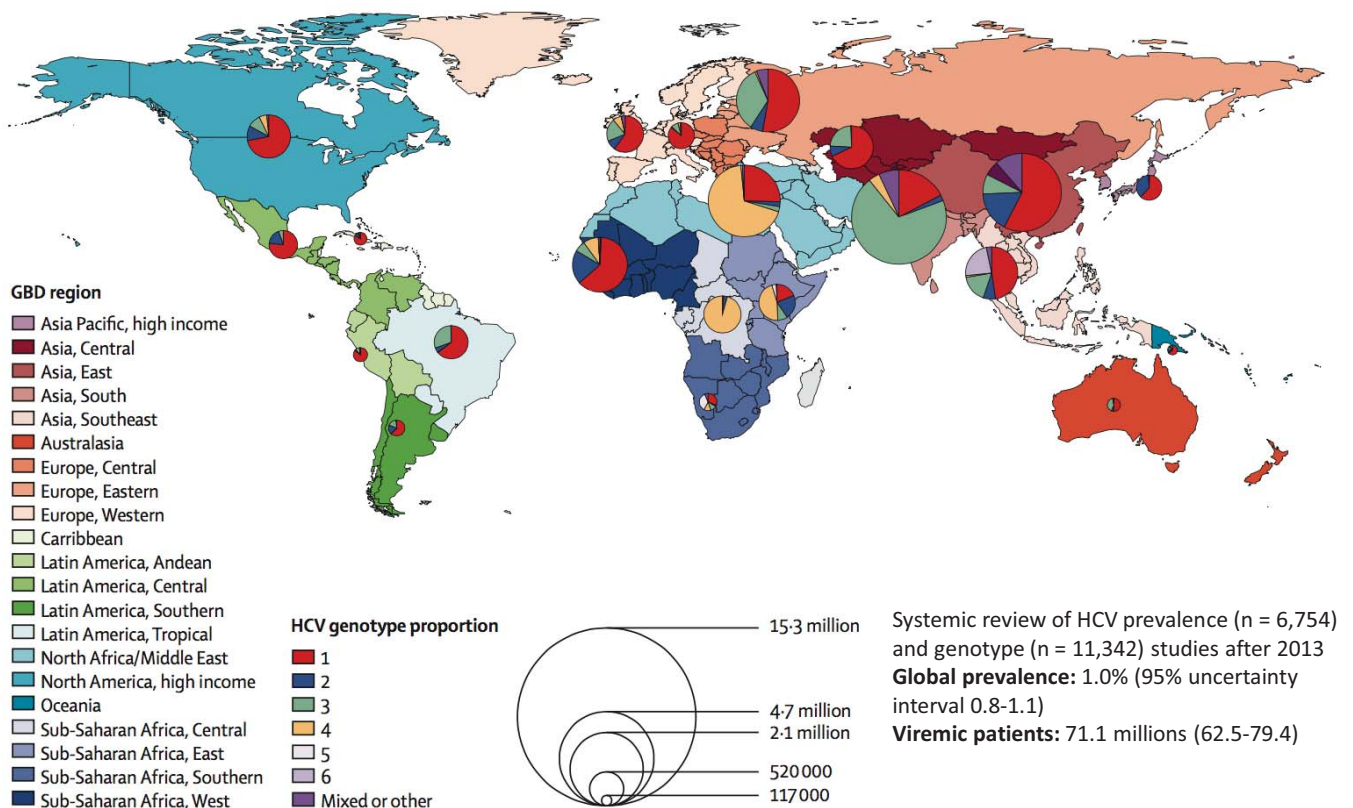 GBD region
Asia Pacific, high income
Asia, Central
Asia, East
Asia, South
Asia, Southeast
Australasia
Europe, Central
Europe, Eastern
Europe, Western
Carribbean
Latin America, Andean
Latin America, Central
Latin America, Southern
Latin America, Tropical
North Africa/Middle East
North America, high income
Oceania
Sub-Saharan Africa, Central
Sub-Saharan Africa, East
Sub-Saharan Africa, Southern
Sub-Saharan Africa, West
HCV genotype proportion
1
2
3
4
5
6
Mixed or other
15·3 million
4·7 million
2·1 million
520 000
117 000
Systemic review of HCV prevalence (n = 6,754)
and genotype (n = 11,342) studies after 2013
Global prevalence: 1.0% (95% uncertainty
interval 0.8-1.1)
Viremic patients: 71.1 millions (62.5-79.4)